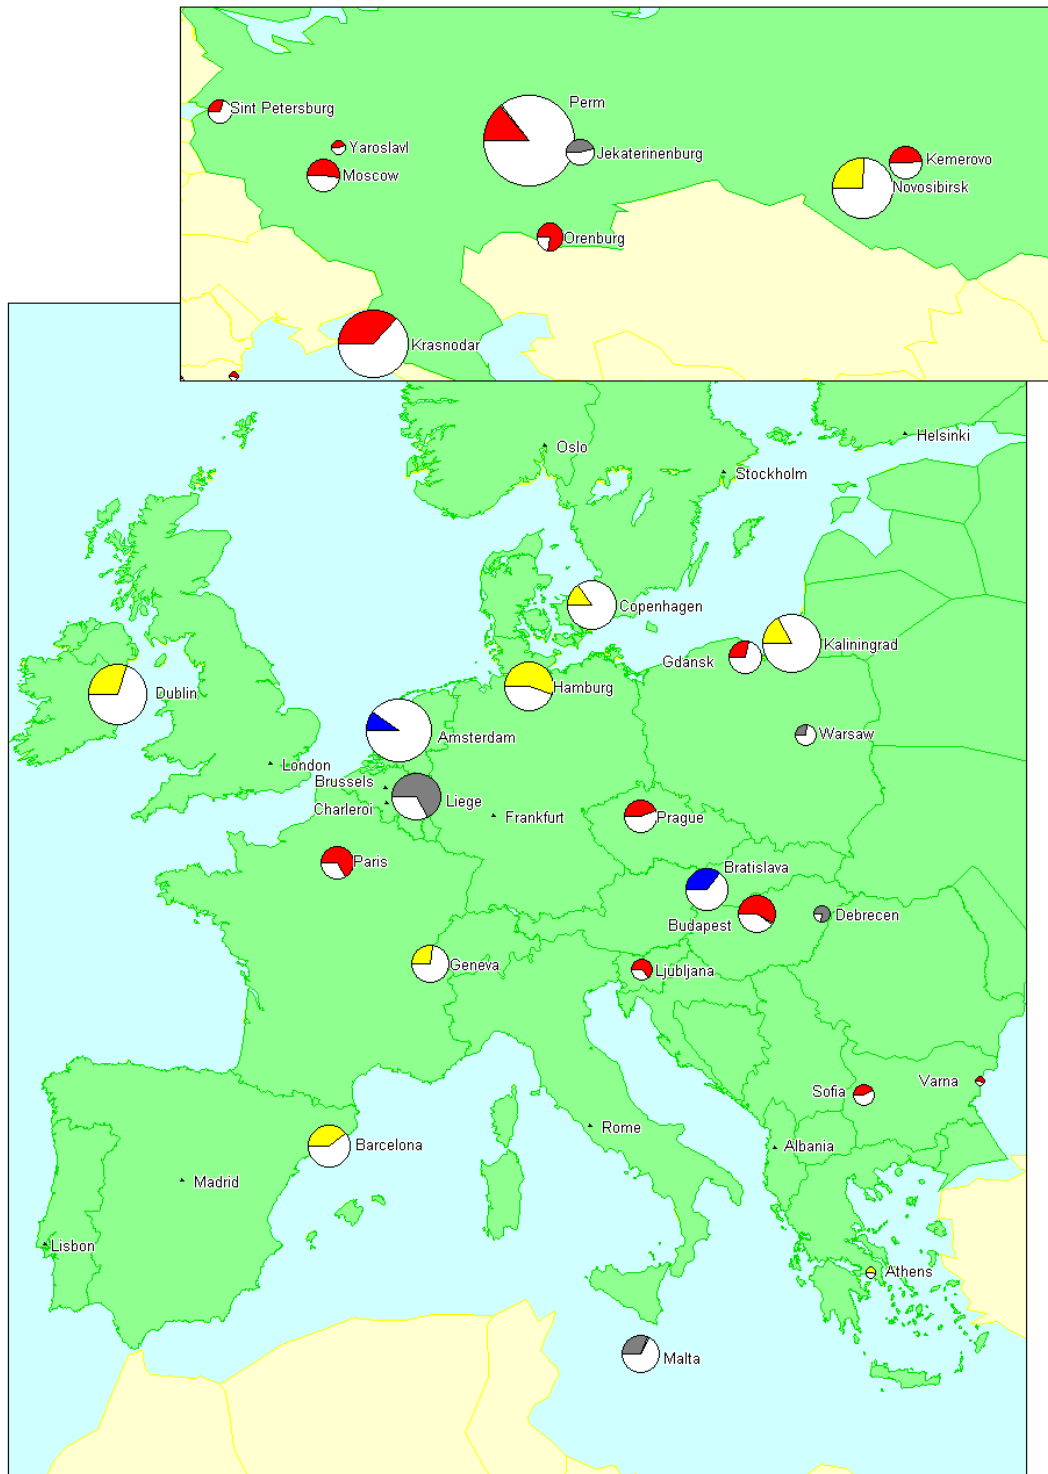 Perm
Sint Petersburg
Yaroslavl
Jekaterinenburg
Kemerovo
Moscow
Novosibirsk
Orenburg
Krasnodar
Helsinki
Oslo
Stockholm
Copenhagen
Kaliningrad
Gdansk
Dublin
Hamburg
Amsterdam
Warsaw
London
Brussels
Liege
Charleroi
Frankfurt
Prague
Paris
Bratislava
Budapest
Debrecen
Geneva
Ljubljana
Varna
Sofia
Rome
Barcelona
Albania
Madrid
Lisbon
Athens
Malta